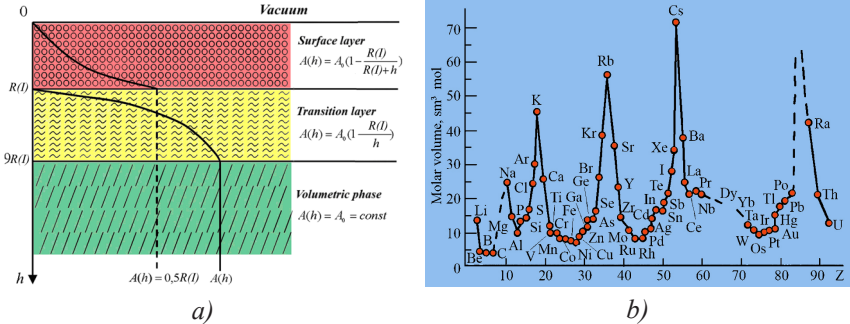 0
Vacuum
Surface layer
A(h) = A₀(1- R(I) / R(I)+h)
R(I)
Transition layer
A(h) = A₀(1- R(I) / h)
9R(I)
Volumetric phase
A(h) = A₀ = const
h
A(h) = 0,5R(I)
A(h)
a)
Molar volume, sm³ mol
70
60
50
40
30
20
10
0
10
20
30
40
50
60
70
80
90
Z
Li
Be
B
C
Na
Mg
Al
P
Si
S
Ar
K
Ca
Ti
V
Cr
Mn
Fe
Co
Ni
Cu
Zn
Ga
Ge
As
Se
Br
Kr
Rb
Sr
Y
Zr
Nb
Mo
Ru
Rh
Pd
Ag
Cd
In
Sn
Sb
Te
I
Xe
Cs
Ba
La
Ce
Pr
Dy
Yb
Ta
W
Os
Ir
Pt
Au
Hg
Tl
Pb
Po
Ra
Th
U
b)